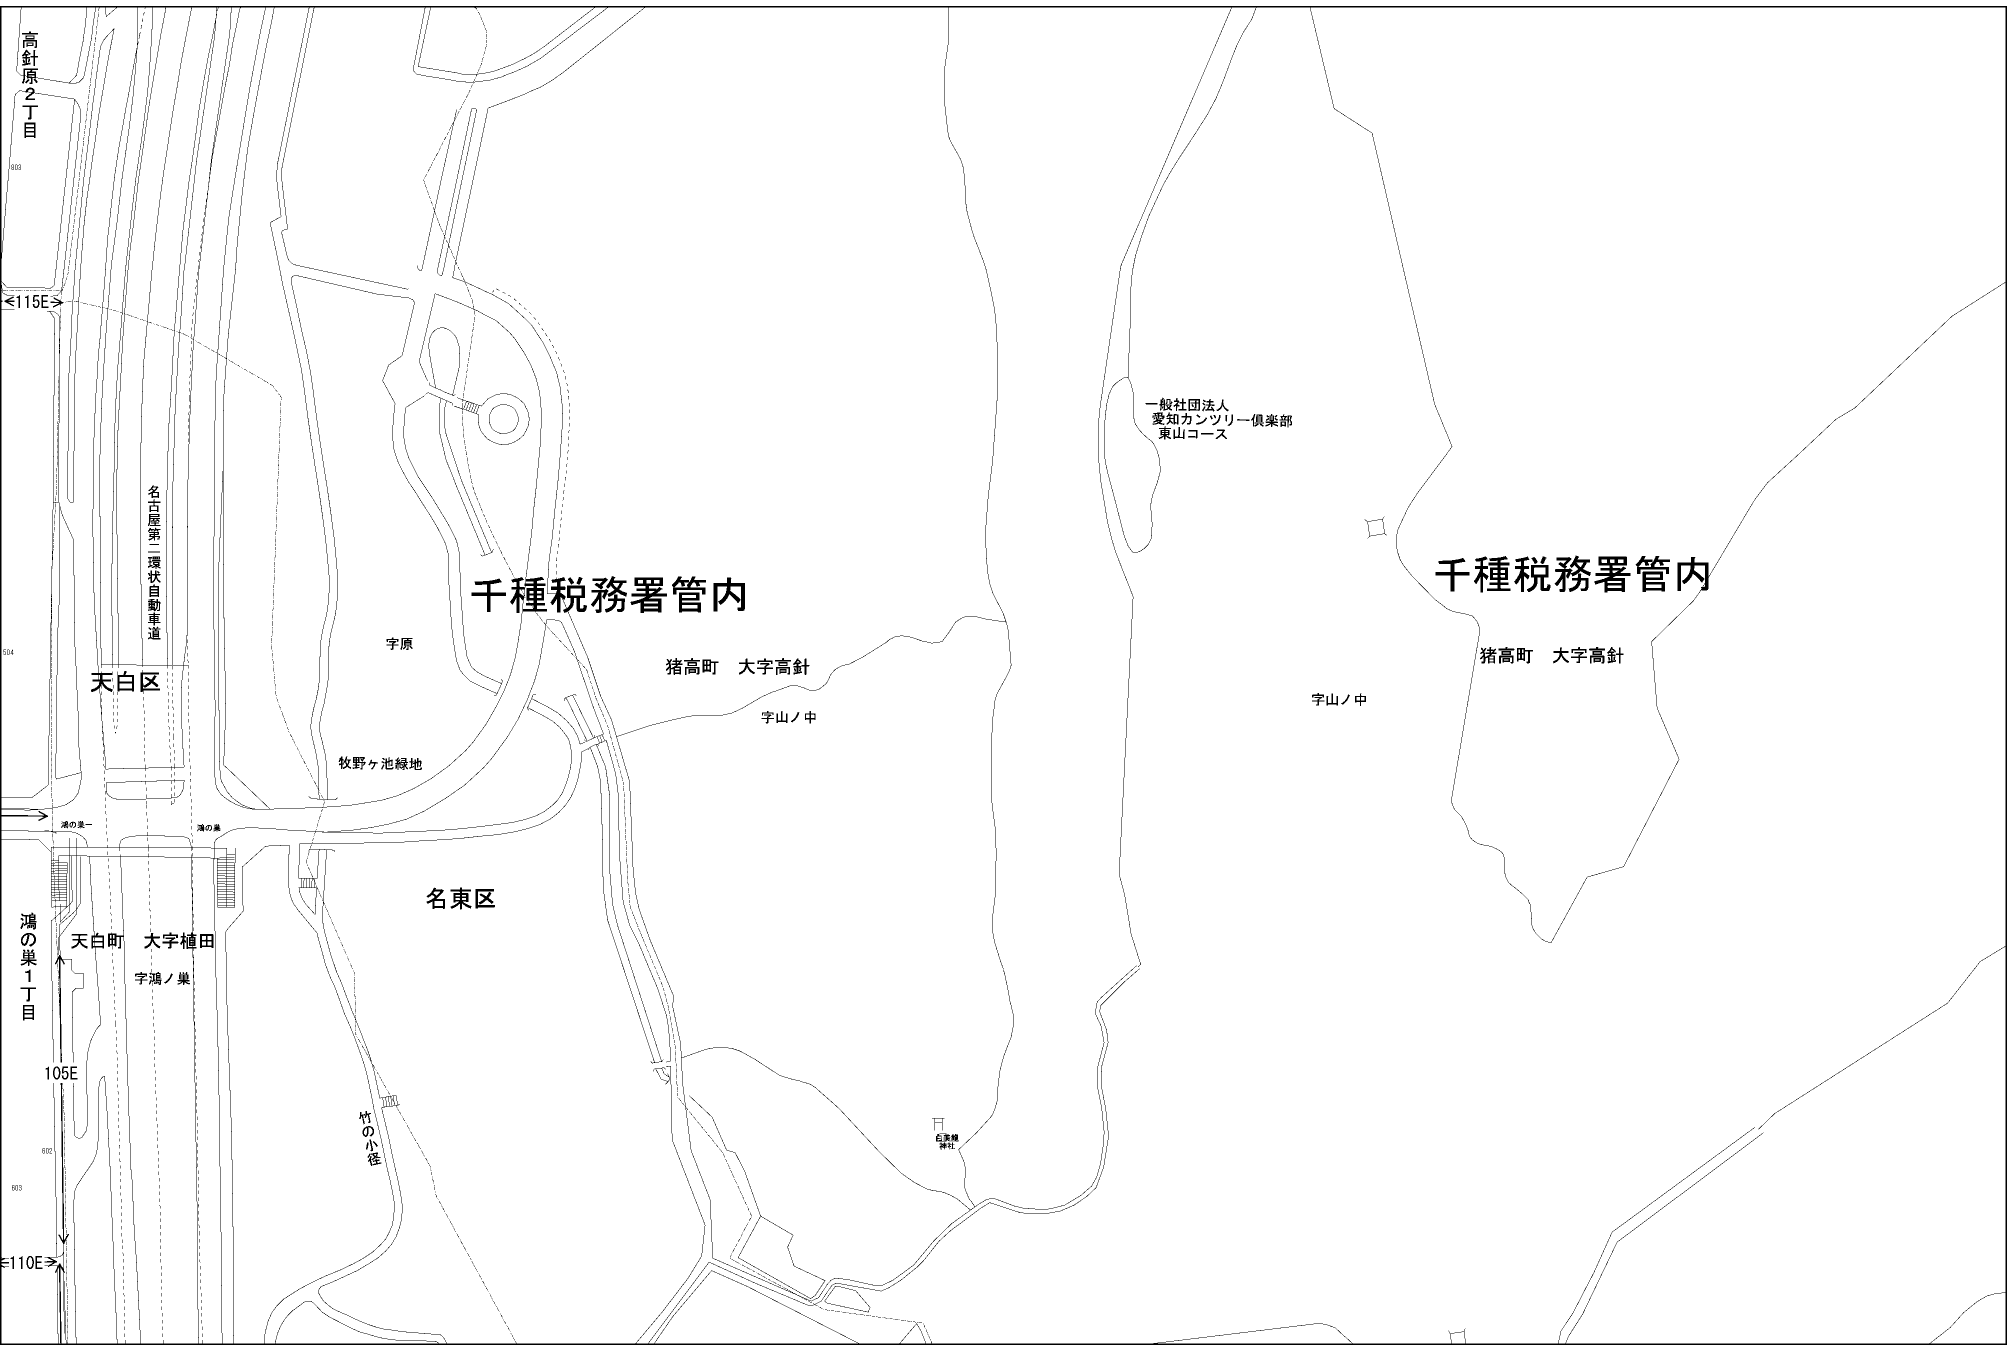 高針原2丁目
803
115E
一般社団法人
愛知カンツリー倶楽部
東山コース
名古屋第二環状自動車道
千種税務署管内
千種税務署管内
字原
504
猪高町　大字高針
猪高町　大字高針
天白区
字山ノ中
字山ノ中
牧野ヶ池緑地
鴻の巣一
鴻の巣
名東区
鴻の巣1丁目
天白町　大字植田
字鴻ノ巣
105E
竹の小径
白美龍
神社
602
603
110E